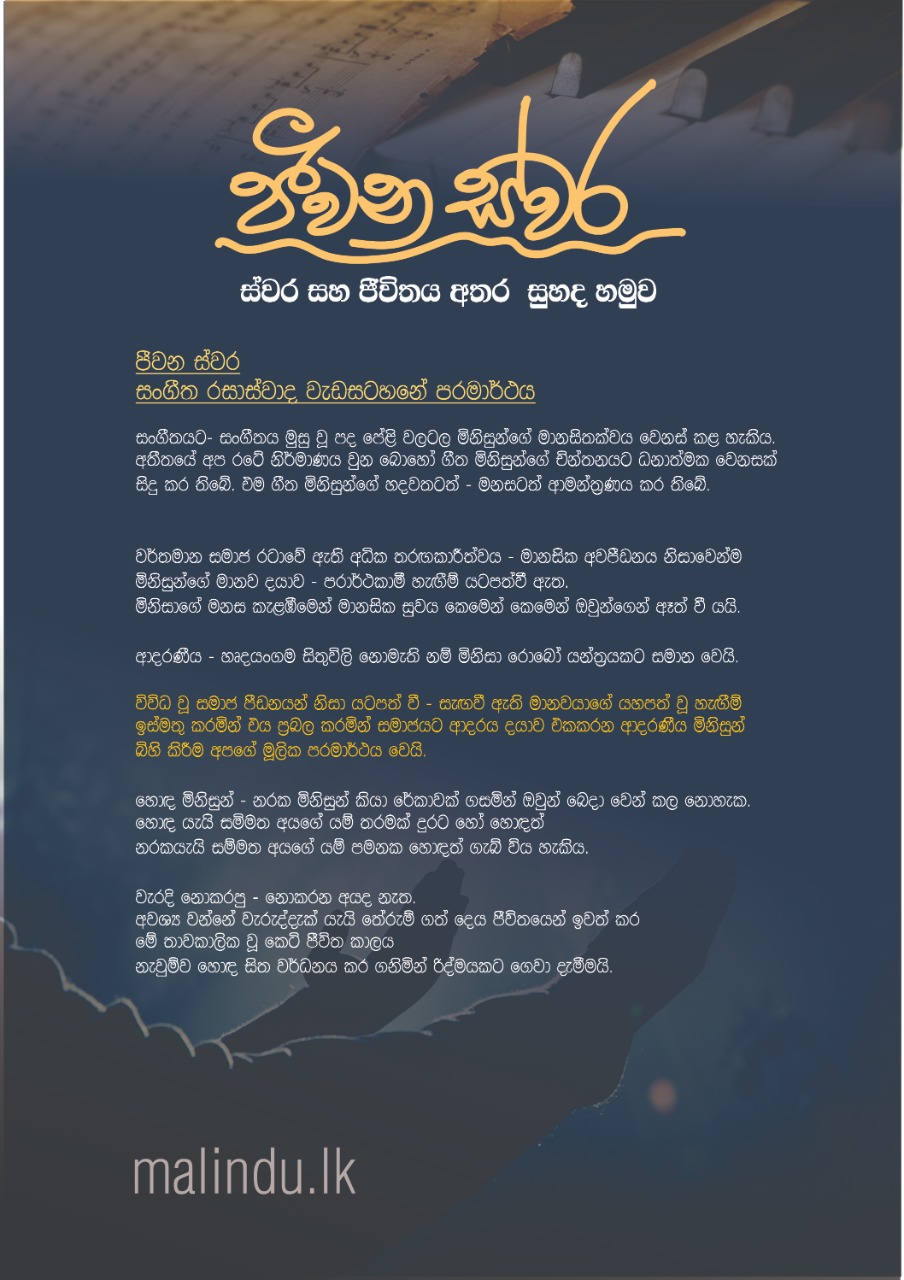 ජීවන ස්වර
ස්වර සහ ජීවිතය අතර සුහද හමුව
ජීවන ස්වර
සංගීත රසාස්වාද වැඩසටහනේ පරමාර්ථය
සංගීතයට- සංගීතය මුසු වූ පද පේළි වලටල මිනිසුන්ගේ මානසිතක්වය වෙනස් කළ හැකිය.
අතීතයේ අප රටේ නිර්මාණය වුන බොහෝ ගීත මිනිසුන්ගේ චින්තනයට ධනාත්මක වෙනසක්
සිදු කර තිබේ. එම ගීත මිනිසුන්ගේ හදවතටත් - මනසටත් ආමන්ත්‍රණය කර තිබේ.
වර්තමාන සමාජ රටාවේ ඇති අධික තරඟකාරීත්වය - මානසික අවපීඩනය නිසාවෙන්ම
මිනිසුන්ගේ මානව දයාව - පරාර්ථකාමී හැඟීම් යටපත්වී ඇත.
මිනිසාගේ මනස කැළඹීමෙන් මානසික සුවය කෙමෙන් කෙමෙන් ඔවුන්ගෙන් ඈත් වී යයි.
ආදරණීය - හෘදයංගම සිතුවිලි නොමැති නම් මිනිසා රොබෝ යන්ත්‍රයකට සමාන වෙයි.
විවිධ වූ සමාජ පීඩනයන් නිසා යටපත් වී - සැඟවී ඇති මානවයාගේ යහපත් වූ හැඟීම්
ඉස්මතු කරමින් එය ප්‍රබල කරමින් සමාජයට ආදරය දයාව එකකරන ආදරණීය මිනිසුන්
බිහි කිරීම අපගේ මූලික පරමාර්ථය වෙයි.
හොඳ මිනිසුන් - නරක මිනිසුන් කියා රේකාවක් ගසමින් ඔවුන් බෙදා වෙන් කල නොහැක.
හොඳ යැයි සම්මත අයගේ යම් තරමක් දුරට හෝ හොඳත්
නරකයැයි සම්මත අයගේ යම් පමනක හොඳත් ගැබ් විය හැකිය.
වැරදි නොකරපු - නොකරන අයද නැත.
අවශ්‍ය වන්නේ වැරුද්දැක් යැයි තේරුම් ගත් දෙය ජීවිතයෙන් ඉවත් කර
මේ තාවකාලික වූ කෙටි ජීවිත කාලය
නැවුම්ව හොඳ සිත වර්ධනය කර ගනිමින් රිද්මයකට ගෙවා දැමීමයි.
malindu.lk